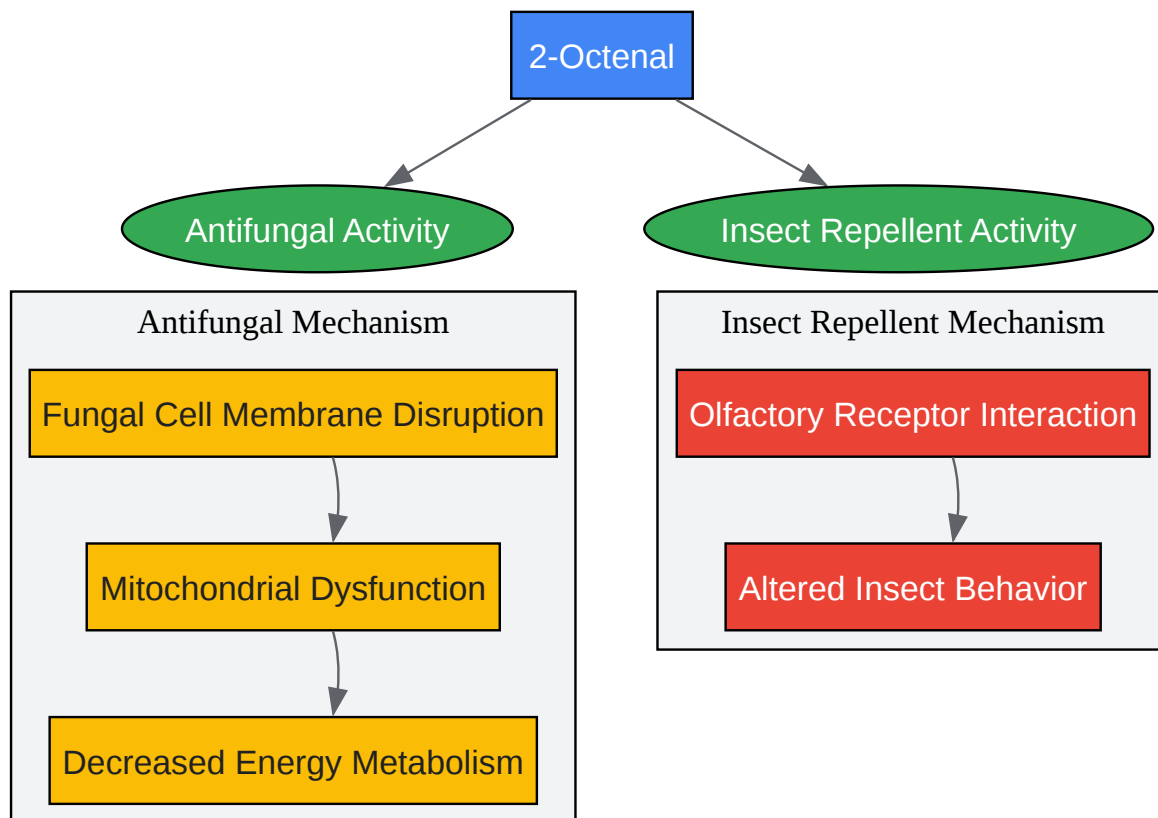 2-Octenal
Antifungal Activity
Insect Repellent Activity
Antifungal Mechanism
Insect Repellent Mechanism
Fungal Cell Membrane Disruption
Olfactory Receptor Interaction
Mitochondrial Dysfunction
Altered Insect Behavior
Decreased Energy Metabolism